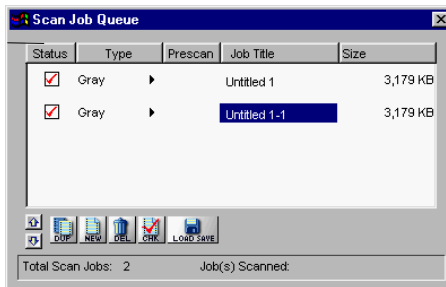 Scan Job Queue
Status Type Prescan Job Title Size
Gray Untitled 1 3,179 KB
Gray Untitled 1-1 3,179 KB
DUP NEW DEL CHK LOAD SAVE
Total Scan Jobs: 2 Job(s) Scanned: